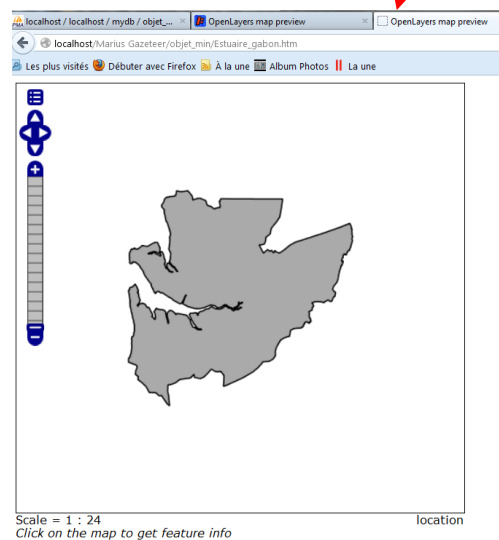 PMA localhost / localhost / mydb / objet_... × OpenLayers map preview × OpenLayers map preview
localhost/Marius Gazeteer/objet_min/Estuaire_gabon.htm
Les plus visités Débuter avec Firefox À la une Album Photos La une
Scale = 1 : 24 location
Click on the map to get feature info